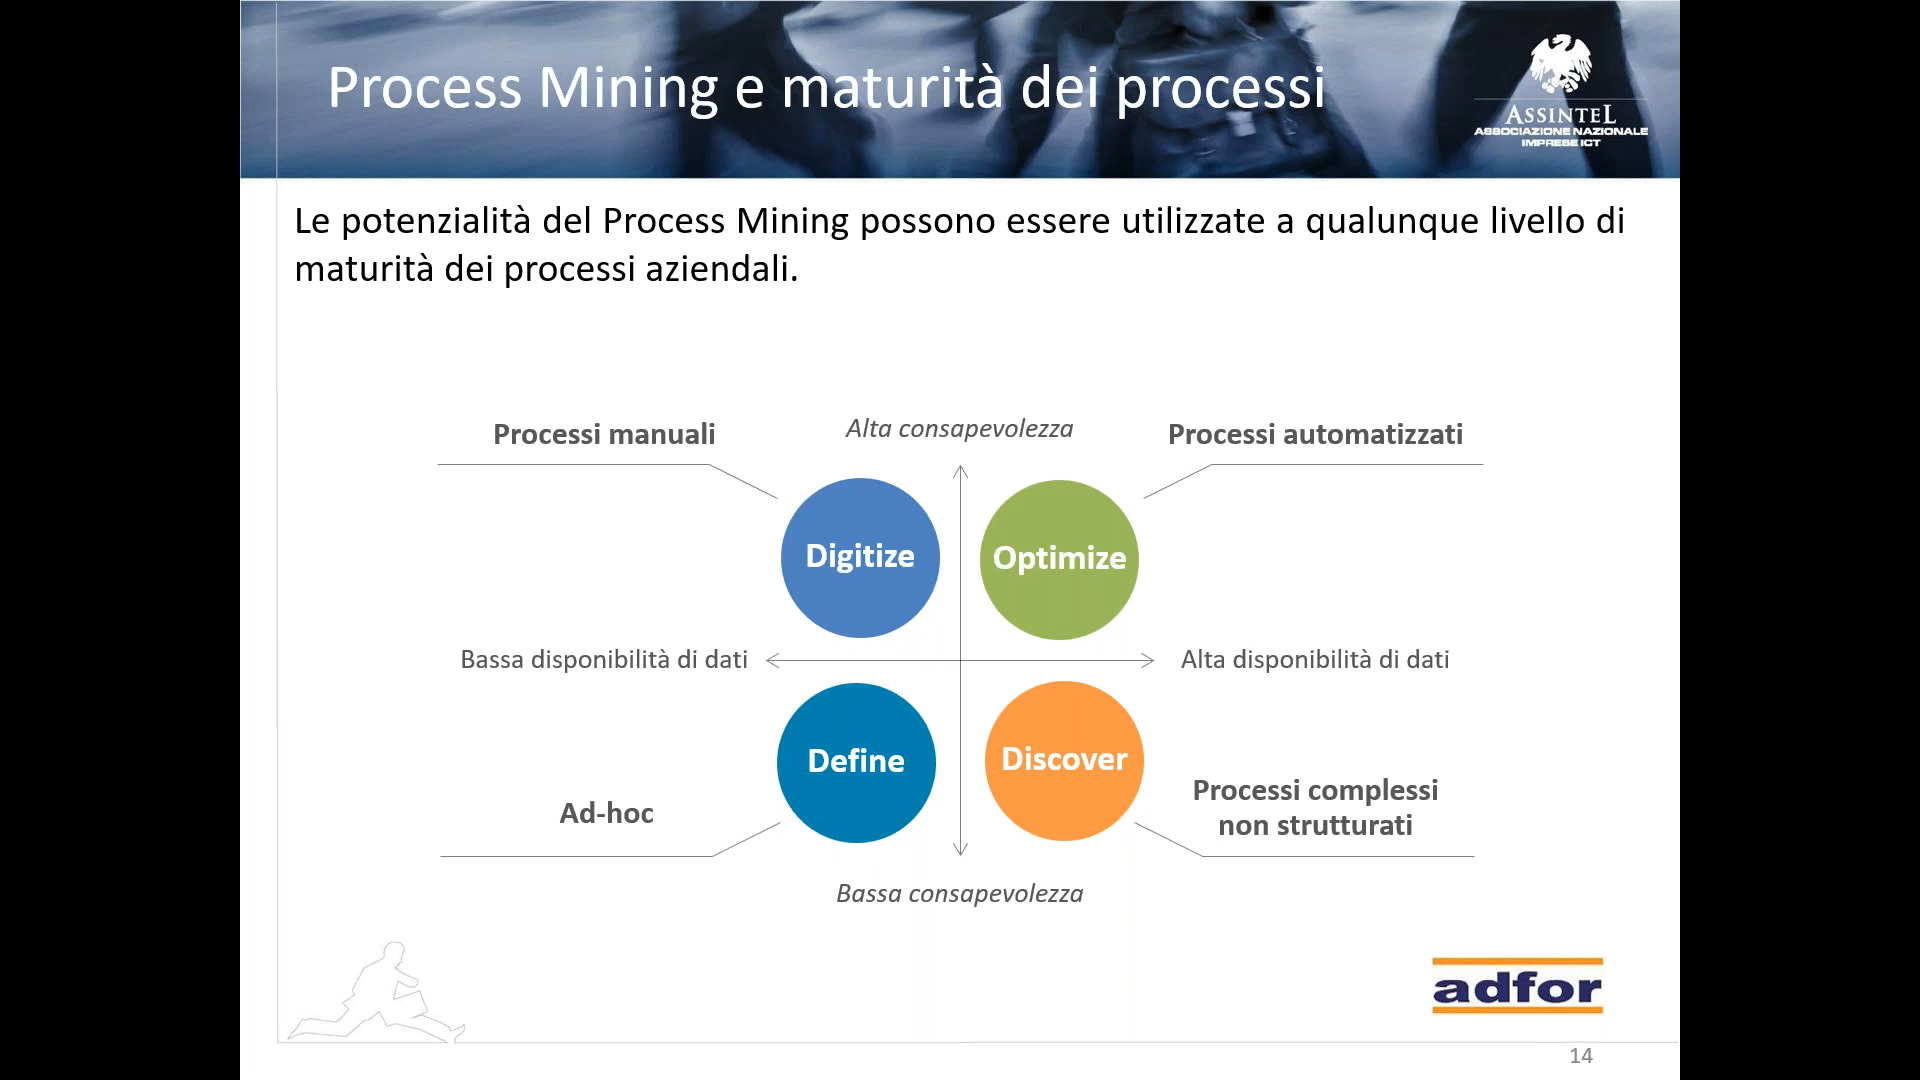 Process Mining e maturità dei processi
ASSINTEL
ASSOCIAZIONE NAZIONALE
IMPRESE ICT
Le potenzialità del Process Mining possono essere utilizzate a qualunque livello di
maturità dei processi aziendali.
Processi manuali
Alta consapevolezza
Processi automatizzati
Digitize
Optimize
Bassa disponibilità di dati
Alta disponibilità di dati
Define
Discover
Ad-hoc
Processi complessi
non strutturati
Bassa consapevolezza
adfor
14